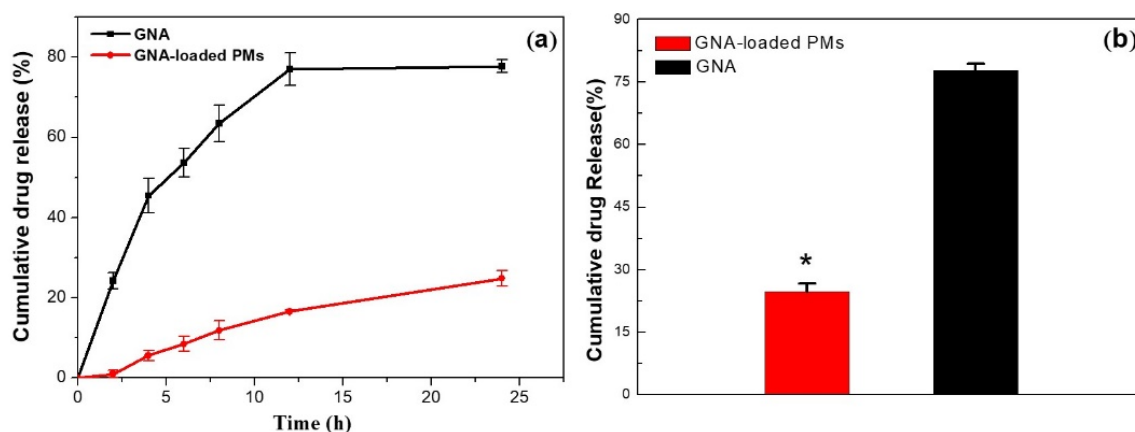 (a)
GNA
GNA-loaded PMs
Cumulative drug release (%)
80
60
40
20
0
0
5
10
15
20
25
Time (h)
(b)
GNA-loaded PMs
GNA
Cumulative drug Release(%)
90
75
60
45
30
15
0
*